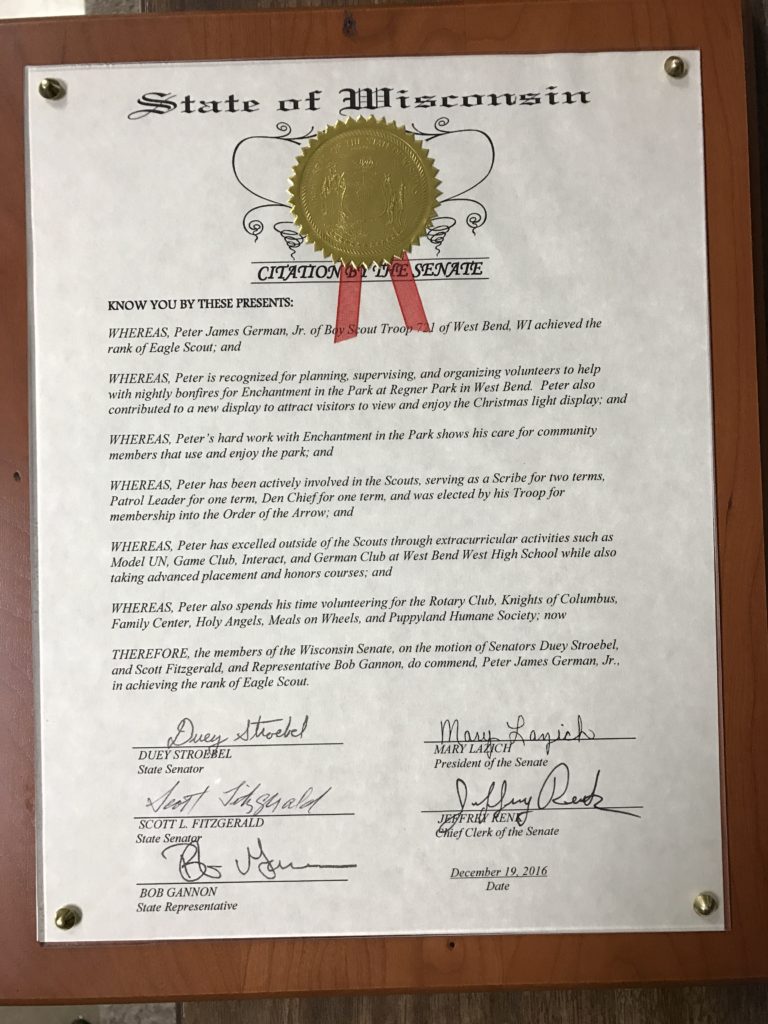 State of Wisconsin
CITATION BY THE SENATE
KNOW YOU BY THESE PRESENTS:
WHEREAS, Peter James German, Jr. of Boy Scout Troop 721 of West Bend, WI achieved the
rank of Eagle Scout; and
WHEREAS, Peter is recognized for planning, supervising, and organizing volunteers to help
with nightly bonfires for Enchantment in the Park at Regner Park in West Bend. Peter also
contributed to a new display to attract visitors to view and enjoy the Christmas light display; and
WHEREAS, Peter's hard work with Enchantment in the Park shows his care for community
members that use and enjoy the park; and
WHEREAS, Peter has been actively involved in the Scouts, serving as a Scribe for two terms,
Patrol Leader for one term, Den Chief for one term, and was elected by his Troop for
membership into the Order of the Arrow; and
WHEREAS, Peter has excelled outside of the Scouts through extracurricular activities such as
Model UN, Game Club, Interact, and German Club at West Bend West High School while also
taking advanced placement and honors courses; and
WHEREAS, Peter also spends his time volunteering for the Rotary Club, Knights of Columbus,
Family Center, Holy Angels, Meals on Wheels, and Puppyland Humane Society; now
THEREFORE, the members of the Wisconsin Senate, on the motion of Senators Duey Stroebel,
and Scott Fitzgerald, and Representative Bob Gannon, do commend, Peter James German, Jr.,
in achieving the rank of Eagle Scout.
Duey Stroebel
DUEY STROEBEL
State Senator
Scott Fitzgerald
SCOTT L. FITZGERALD
State Senator
BOB GANNON
State Representative
Mary Lazich
MARY LAZICH
President of the Senate
Jeffrey Renk
JEFFREY RENK
Chief Clerk of the Senate
December 19, 2016
Date